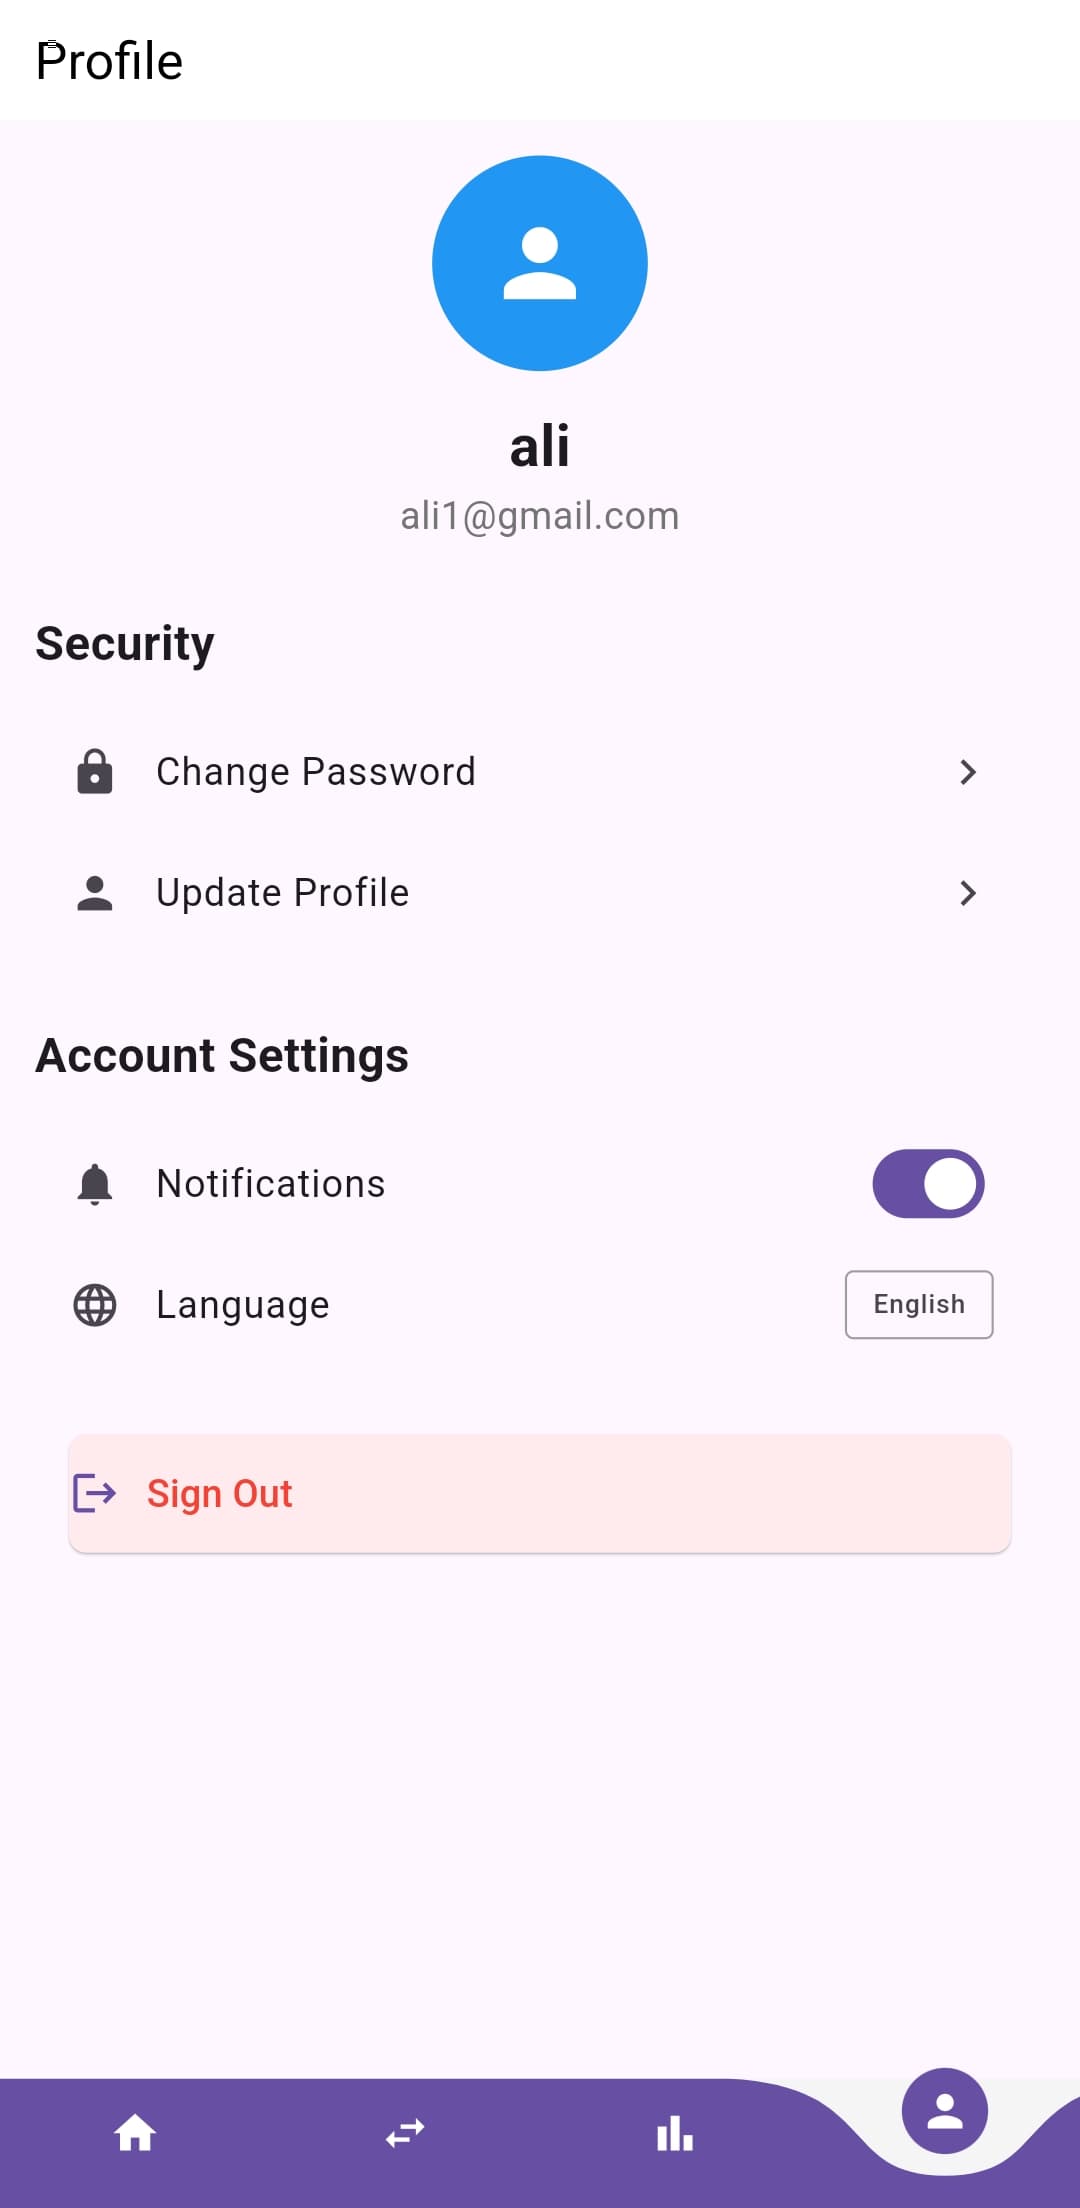 Profile
ali
ali1@gmail.com
Security
Change Password
Update Profile
Account Settings
Notifications
Language
English
Sign Out